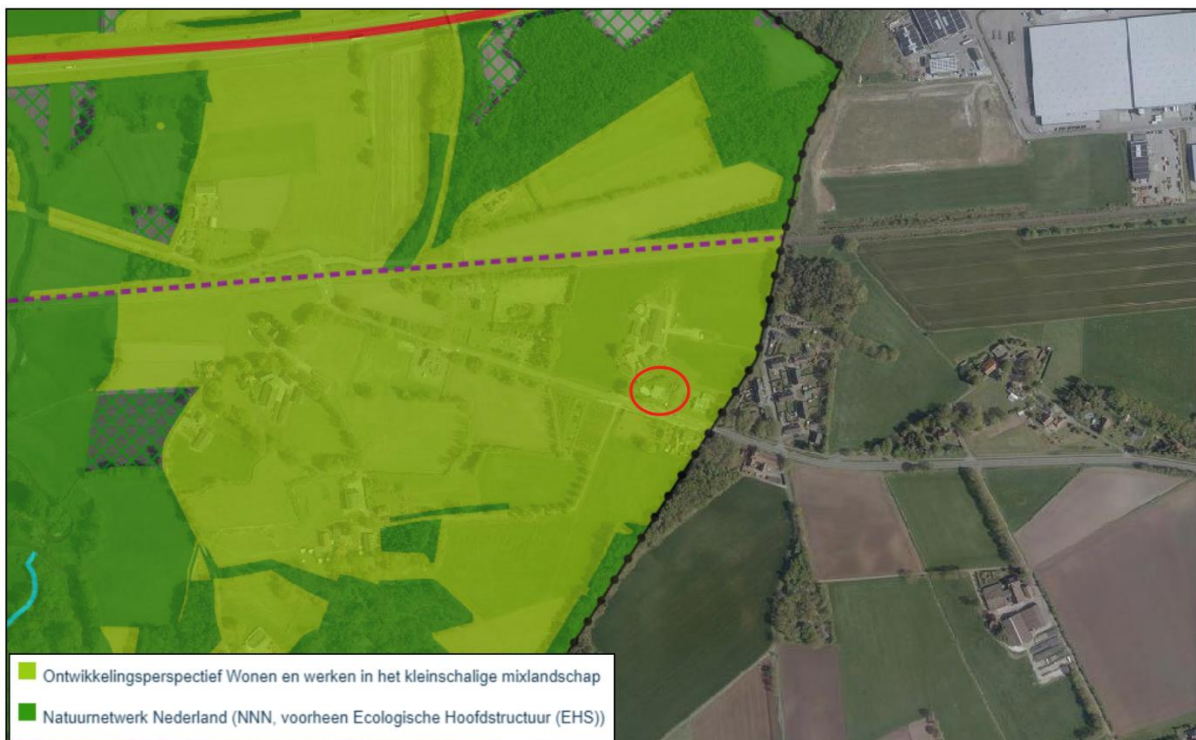 Ontwikkelingsperspectief Wonen en werken in het kleinschalige mixlandschap
Natuurnetwerk Nederland (NNN, voorheen Ecologische Hoofdstructuur (EHS))